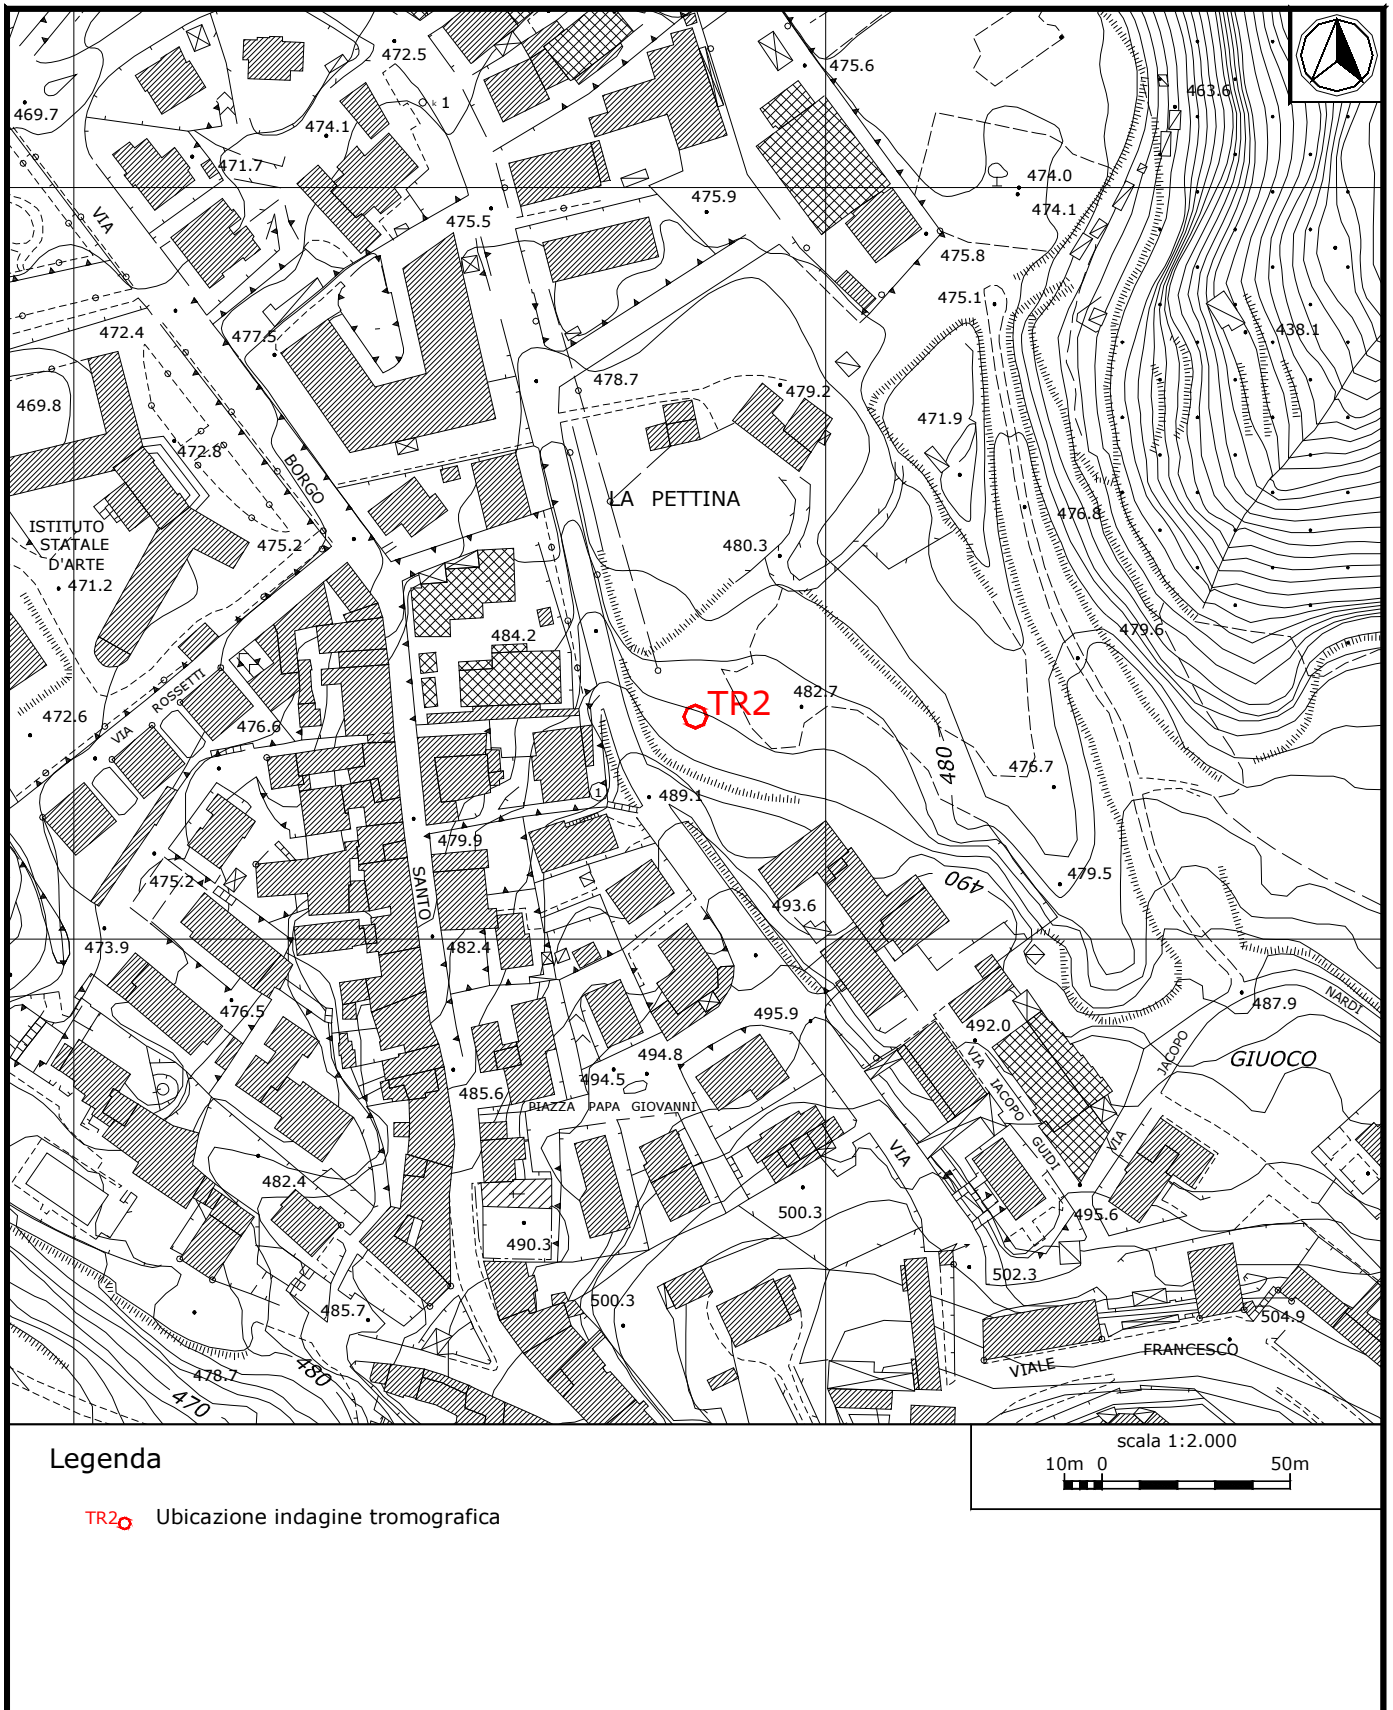 472.5
475.6
463.6
1
469.7
474.1
471.7
474.0
474.1
VIA
475.5
475.9
475.8
475.1
472.4
477.5
438.1
478.7
479.2
469.8
471.9
472.8
BORGO
LA PETTINA
476.8
ISTITUTO
STATALE
D'ARTE
475.2
480.3
471.2
484.2
479.6
VIA ROSSETTI
482.7
TR2
472.6
476.6
480
476.7
1
489.1
479.9
475.2
SANTO
490
479.5
493.6
473.9
482.4
476.5
495.9
487.9
NARDI
492.0
494.8
494.5
485.6
VIA IACOPO GUIDI
JACOPO
GIUOCO
PIAZZA PAPA GIOVANNI
VIA
VIA
482.4
500.3
495.6
490.3
502.3
485.7
500.3
504.9
FRANCESCO
VIALE
478.7
480
470
Legenda
scala 1:2.000
10m 0 50m
TR2 Ubicazione indagine tromografica